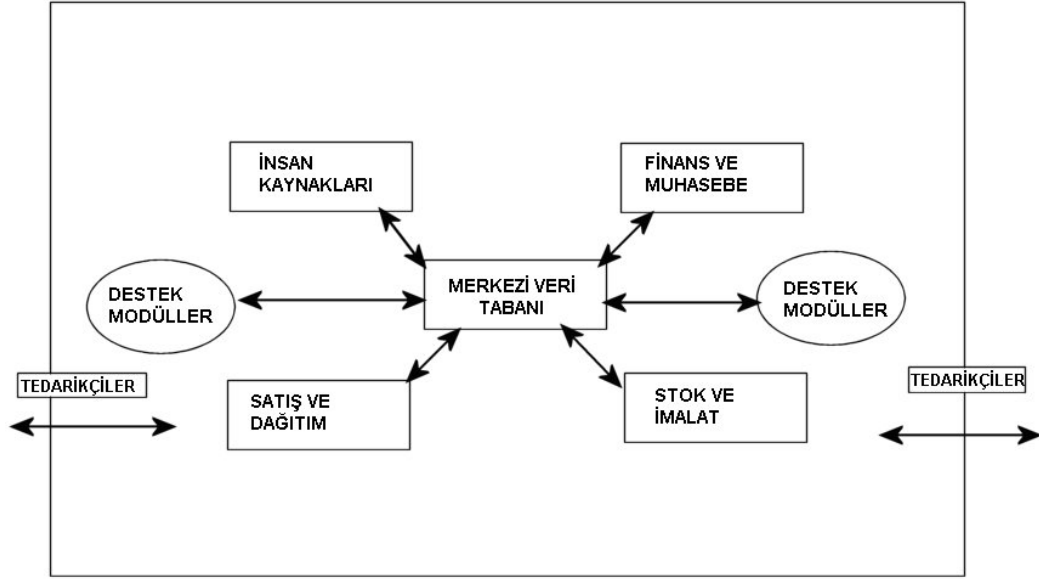 İNSAN
KAYNAKLARI
FİNANS VE
MUHASEBE
DESTEK
MODÜLLER
MERKEZİ VERİ
TABANI
DESTEK
MODÜLLER
TEDARİKÇİLER
SATIŞ VE
DAĞITIM
STOK VE
İMALAT
TEDARİKÇİLER